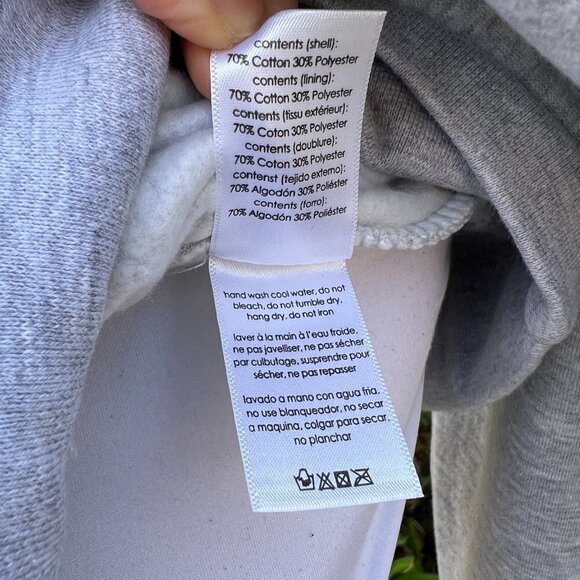 contents (shell):
70% Cotton 30% Polyester
contents (lining):
70% Cotton 30% Polyester
contents (tissu extérieur):
70% Coton 30% Polyester
contents (doublure):
70% Coton 30% Polyester
contenst (tejido externo):
70% Algodón 30% Poliéster
contents (forro):
70% Algodón 30% Poliéster
hand wash cool water, do not
bleach, do not tumble dry,
hang dry, do not iron
laver à la main à l'eau froide,
ne pas javelliser, ne pas sécher
par culbutage, suspendre pour
sécher, ne pas repasser
lavado a mano con agua fria,
no use blanqueador, no secar
a maquina, colgar para secar,
no planchar